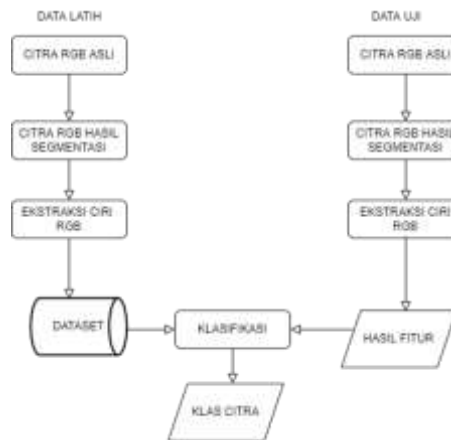 DATA LATIH
DATA UJI
CITRA RGB ASLI
CITRA RGB ASLI
CITRA RGB HASIL
SEGMENTASI
CITRA RGB HASIL
SEGMENTASI
EKSTRAKSI CIRI
RGB
EKSTRAKSI CIRI
RGB
DATASET
KLASIFIKASI
HASIL FITUR
KLAS CITRA